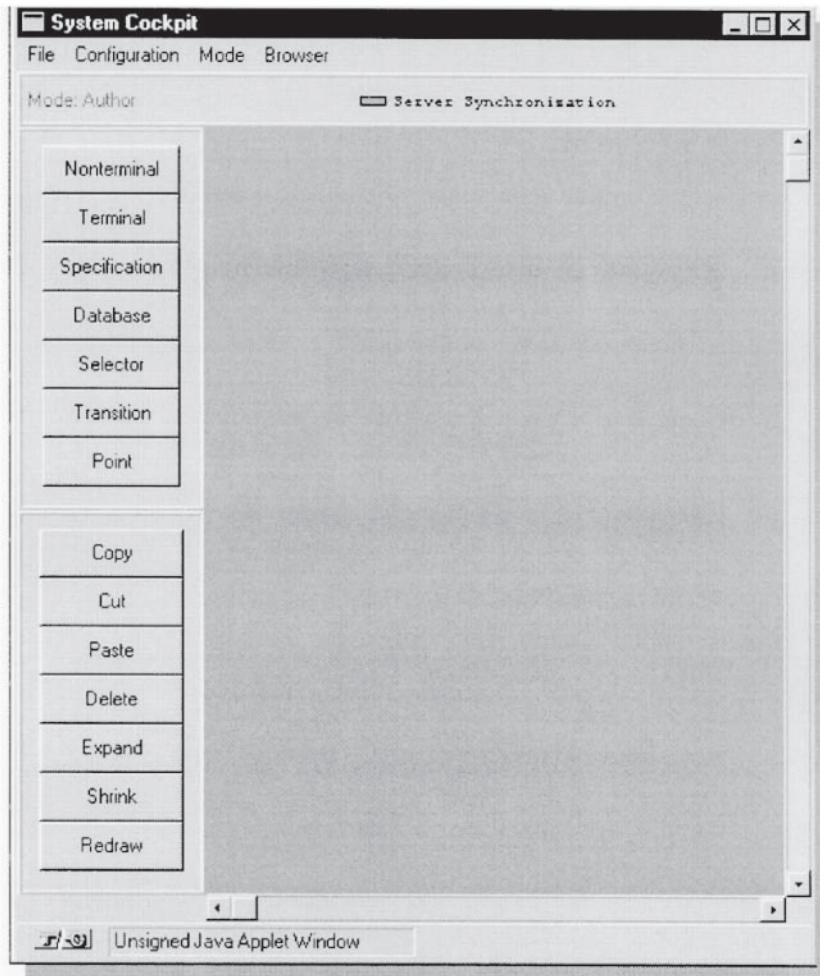 System Cockpit
File Configuration Mode Browser
Mode: Author
Server Synchronization
Nonterminal
Terminal
Specification
Database
Selector
Transition
Point
Copy
Cut
Paste
Delete
Expand
Shrink
Redraw
Unsigned Java Applet Window